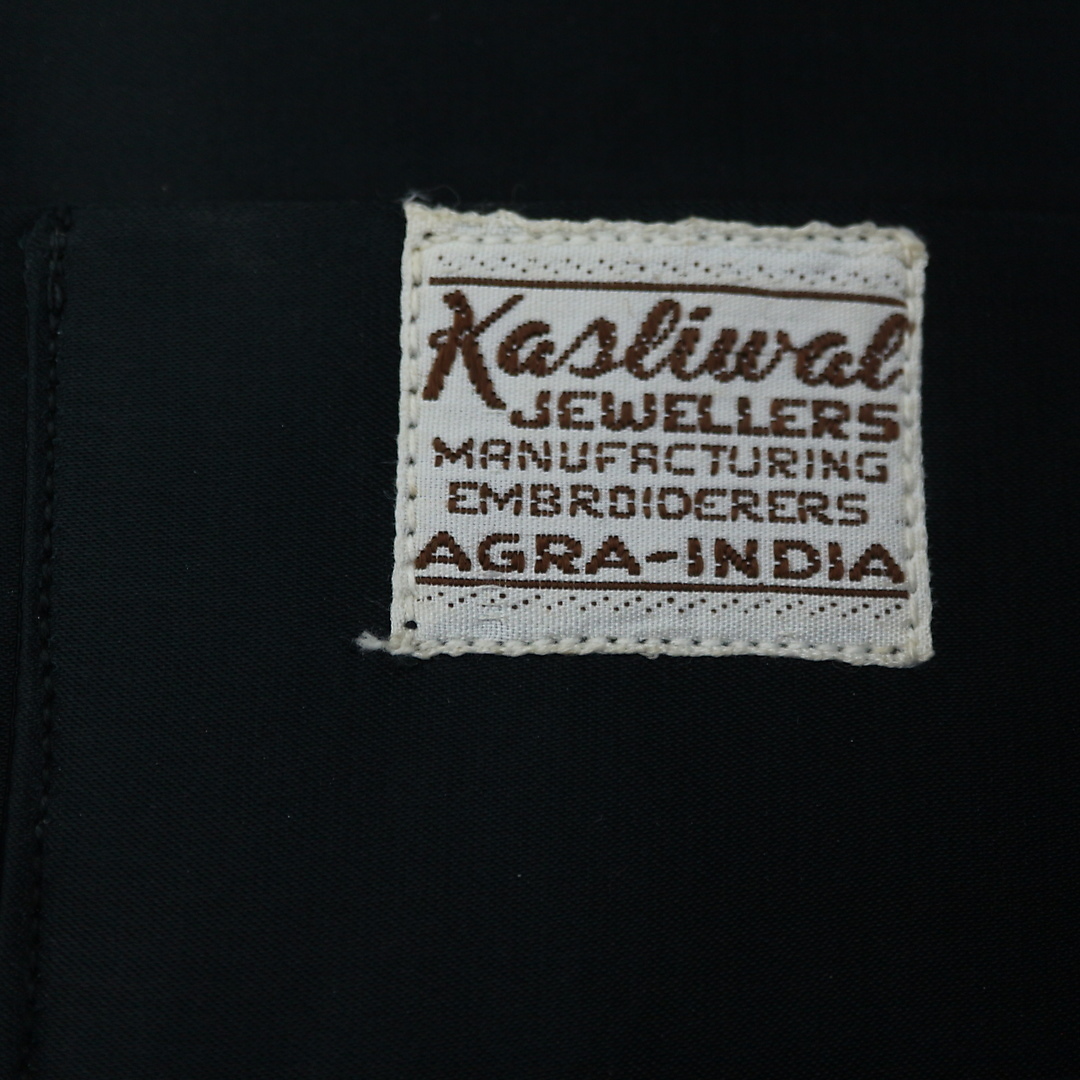 Kasliwal
JEWELLERS
MANUFACTURING
EMBROIDERERS
AGRA-INDIA